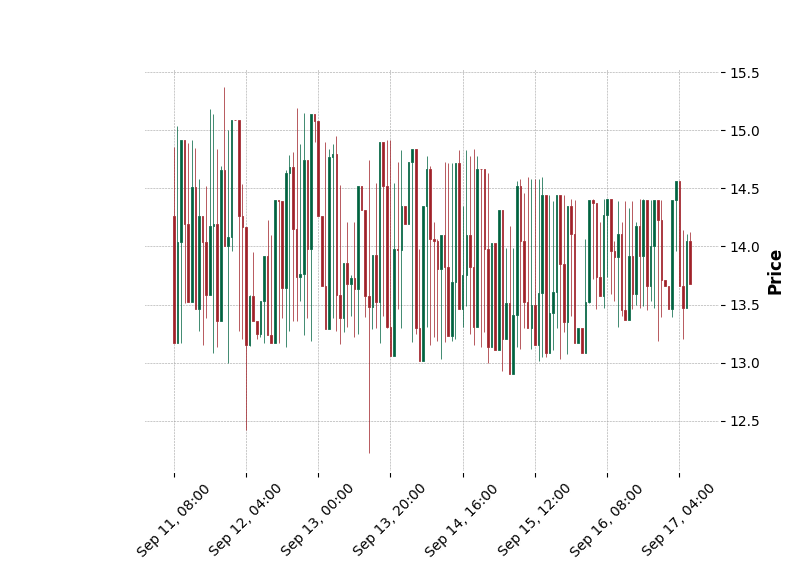 15.5
15.0
14.5
14.0
13.5
13.0
12.5
Price
Sep 11, 08:00
Sep 12, 04:00
Sep 13, 00:00
Sep 13, 20:00
Sep 14, 16:00
Sep 15, 12:00
Sep 16, 08:00
Sep 17, 04:00